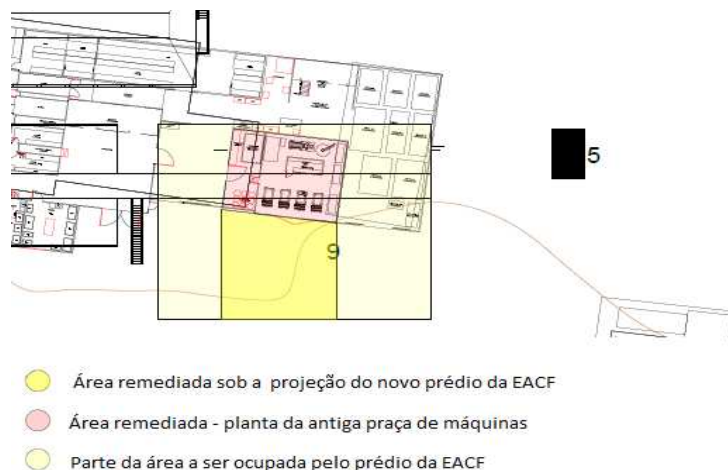 5
9
Área remediada sob a projeção do novo prédio da EACF
Área remediada - planta da antiga praça de máquinas
Parte da área a ser ocupada pelo prédio da EACF